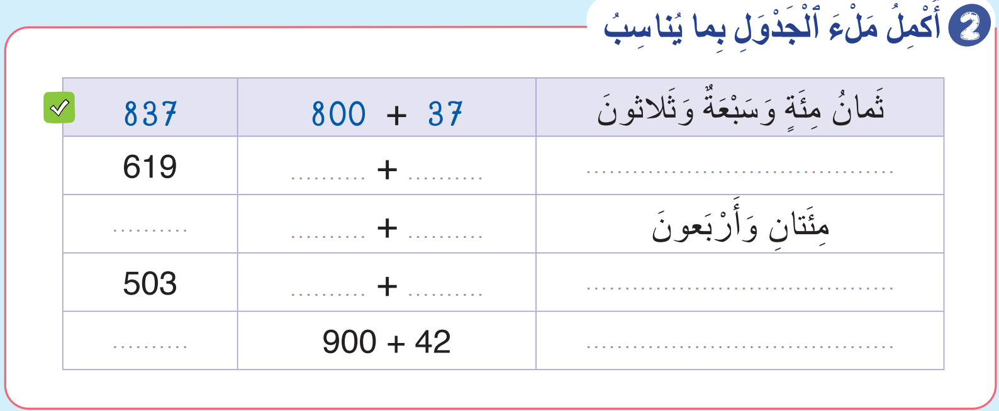 2 أَكْمِلُ مَلْءَ ٱلْجَدْوَلِ بِما يُناسِبُ
ثَمانُ مِئَةٍ وَسَبْعَةٌ وَثَلاثونَ 800 + 37 837
.......... + .......... 619
مِئَتانِ وَأَرْبَعونَ .......... + .......... ..........
.......... + .......... 503
900 + 42 ..........